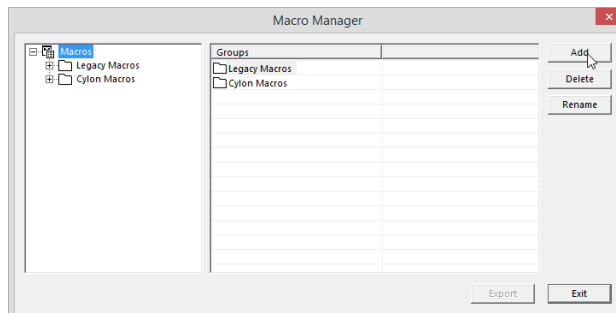 Macro Manager
Macros
Legacy Macros
Cylon Macros
Groups
Legacy Macros
Cylon Macros
Add
Delete
Rename
Export
Exit